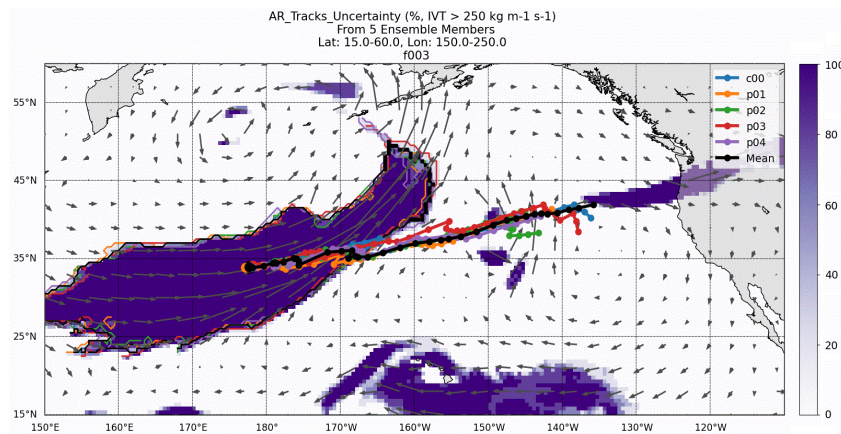 AR_Tracks_Uncertainty (%, IVT > 250 kg m-1 s-1)
From 5 Ensemble Members
Lat: 15.0-60.0, Lon: 150.0-250.0
f003
c00
p01
p02
p03
p04
Mean
55°N
45°N
35°N
25°N
15°N
150°E
160°E
170°E
180°
170°W
160°W
150°W
140°W
130°W
120°W
100
80
60
40
20
0